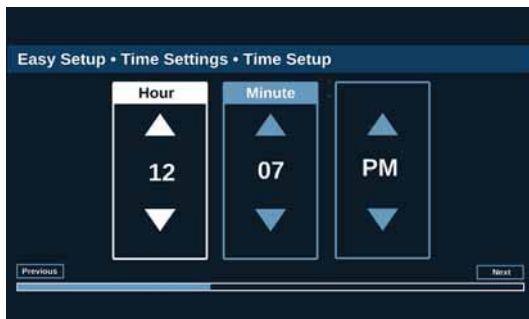 Easy Setup • Time Settings • Time Setup
Hour
Minute
12
07
PM
Previous
Next